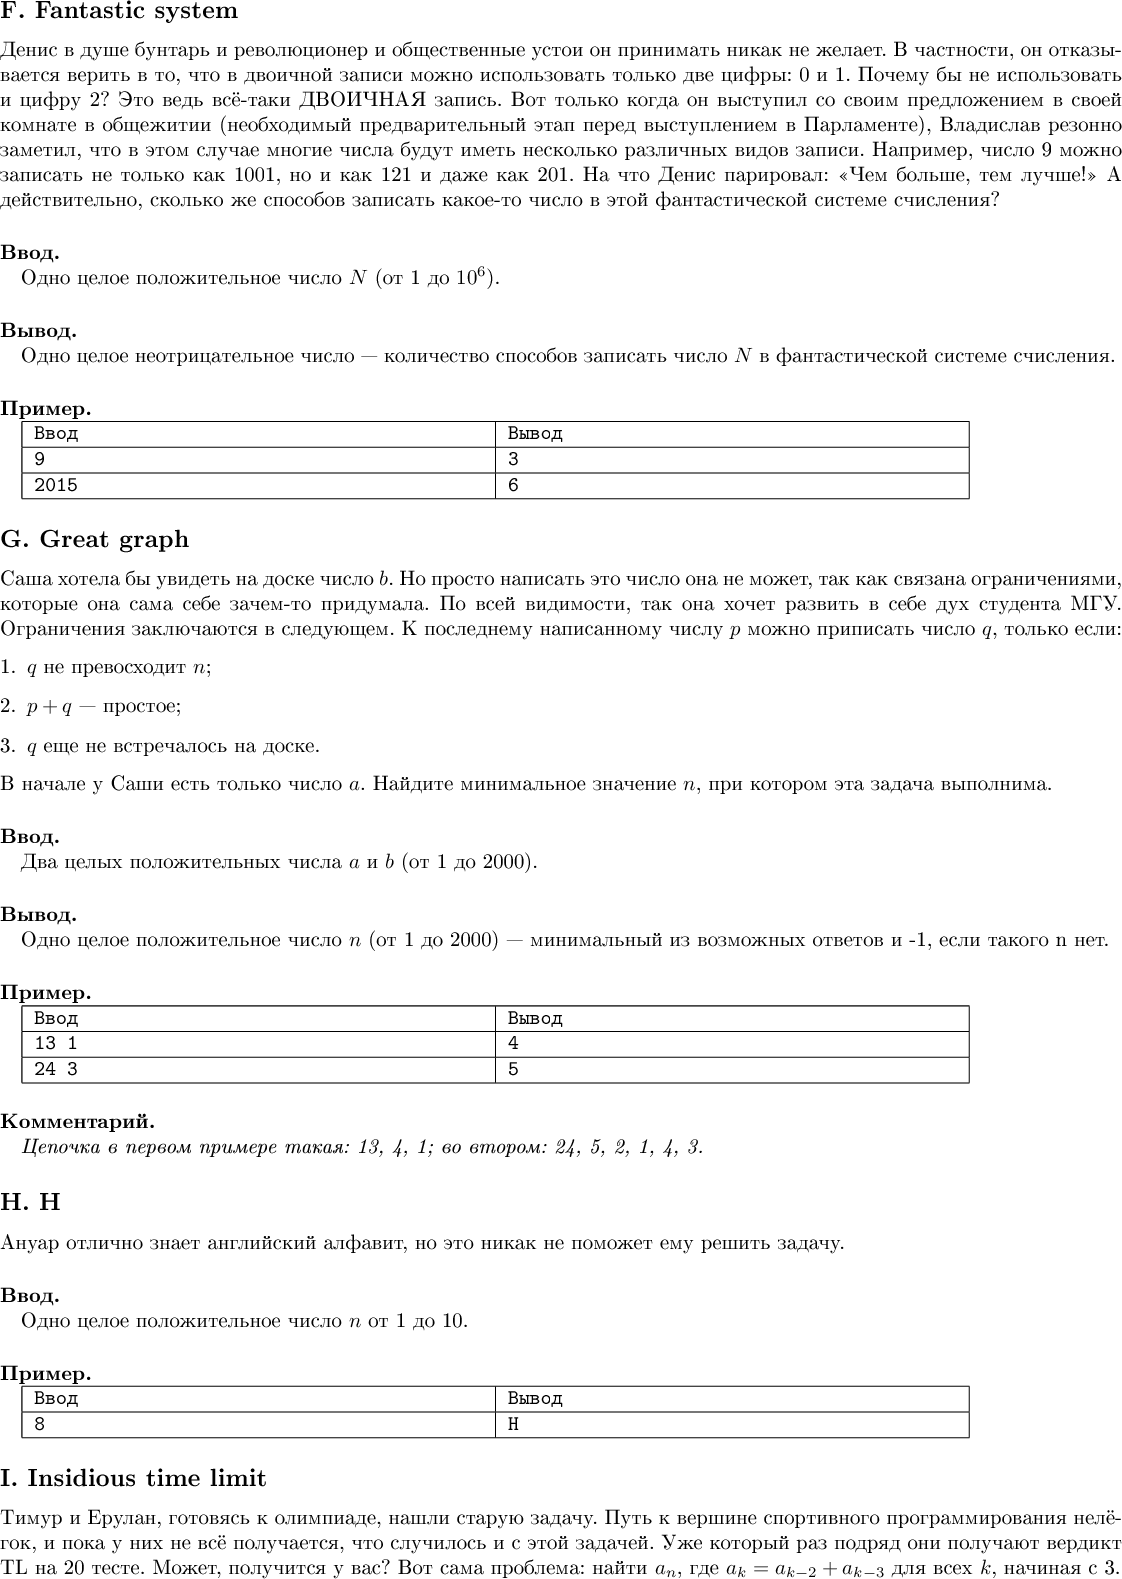 F. Fantastic system
Денис в душе бунтарь и революционер и общественные устои он принимать никак не желает. В частности, он отказы-
вается верить в то, что в двоичной записи можно использовать только две цифры: 0 и 1. Почему бы не использовать
и цифру 2? Это ведь всё-таки ДВОИЧНАЯ запись. Вот только когда он выступил со своим предложением в своей
комнате в общежитии (необходимый предварительный этап перед выступлением в Парламенте), Владислав резонно
заметил, что в этом случае многие числа будут иметь несколько различных видов записи. Например, число 9 можно
записать не только как 1001, но и как 121 и даже как 201. На что Денис парировал: «Чем больше, тем лучше!» А
действительно, сколько же способов записать какое-то число в этой фантастической системе счисления?
Ввод.
Одно целое положительное число N (от 1 до 10^6).
Вывод.
Одно целое неотрицательное число — количество способов записать число N в фантастической системе счисления.
Пример.
Ввод Вывод
9 3
2015 6
G. Great graph
Саша хотела бы увидеть на доске число b. Но просто написать это число она не может, так как связана ограничениями,
которые она сама себе зачем-то придумала. По всей видимости, так она хочет развить в себе дух студента МГУ.
Ограничения заключаются в следующем. К последнему написанному числу p можно приписать число q, только если:
1. q не превосходит n;
2. p + q — простое;
3. q еще не встречалось на доске.
В начале у Саши есть только число a. Найдите минимальное значение n, при котором эта задача выполнима.
Ввод.
Два целых положительных числа a и b (от 1 до 2000).
Вывод.
Одно целое положительное число n (от 1 до 2000) — минимальный из возможных ответов и -1, если такого n нет.
Пример.
Ввод Вывод
13 1 4
24 3 5
Комментарий.
Цепочка в первом примере такая: 13, 4, 1; во втором: 24, 5, 2, 1, 4, 3.
H. H
Ануар отлично знает английский алфавит, но это никак не поможет ему решить задачу.
Ввод.
Одно целое положительное число n от 1 до 10.
Пример.
Ввод Вывод
8 H
I. Insidious time limit
Тимур и Ерулан, готовясь к олимпиаде, нашли старую задачу. Путь к вершине спортивного программирования нелё-
гок, и пока у них не всё получается, что случилось и с этой задачей. Уже который раз подряд они получают вердикт
TL на 20 тесте. Может, получится у вас? Вот сама проблема: найти a_n, где a_k = a_{k−2} + a_{k−3} для всех k, начиная с 3.